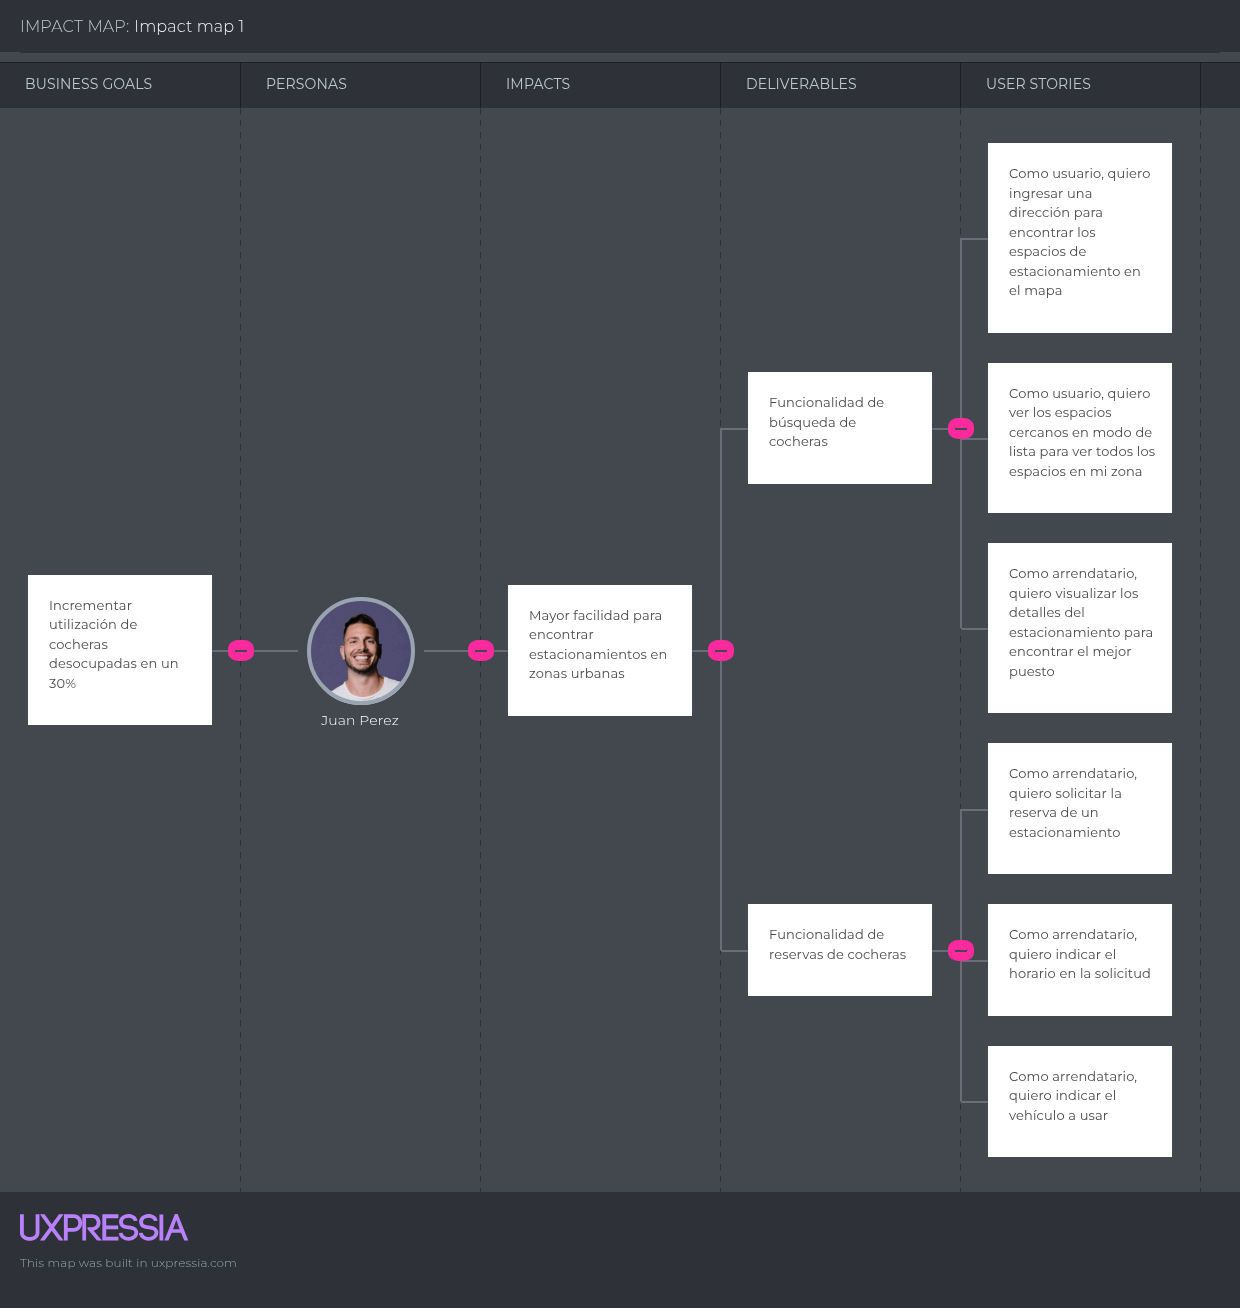 IMPACT MAP: Impact map 1
BUSINESS GOALS
PERSONAS
IMPACTS
DELIVERABLES
USER STORIES
Incrementar
utilización de
cocheras
desocupadas en un
30%
Juan Perez
Mayor facilidad para
encontrar
estacionamientos en
zonas urbanas
Funcionalidad de
búsqueda de
cocheras
Como usuario, quiero
ingresar una
dirección para
encontrar los
espacios de
estacionamiento en
el mapa
Como usuario, quiero
ver los espacios
cercanos en modo de
lista para ver todos los
espacios en mi zona
Como arrendatario,
quiero visualizar los
detalles del
estacionamiento para
encontrar el mejor
puesto
Funcionalidad de
reservas de cocheras
Como arrendatario,
quiero solicitar la
reserva de un
estacionamiento
Como arrendatario,
quiero indicar el
horario en la solicitud
Como arrendatario,
quiero indicar el
vehículo a usar
UXPRESSIA
This map was built in uxpressia.com